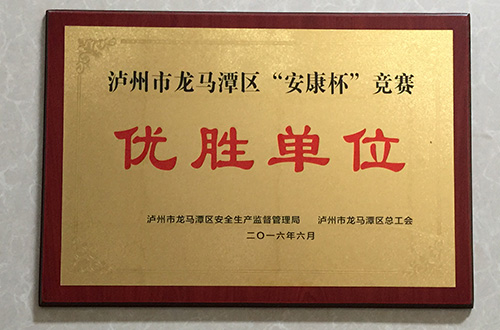 泸州市龙马潭区“安康杯”竞赛
优胜单位
泸州市龙马潭区安全生产监督管理局 泸州市龙马潭区总工会
二〇一六年六月